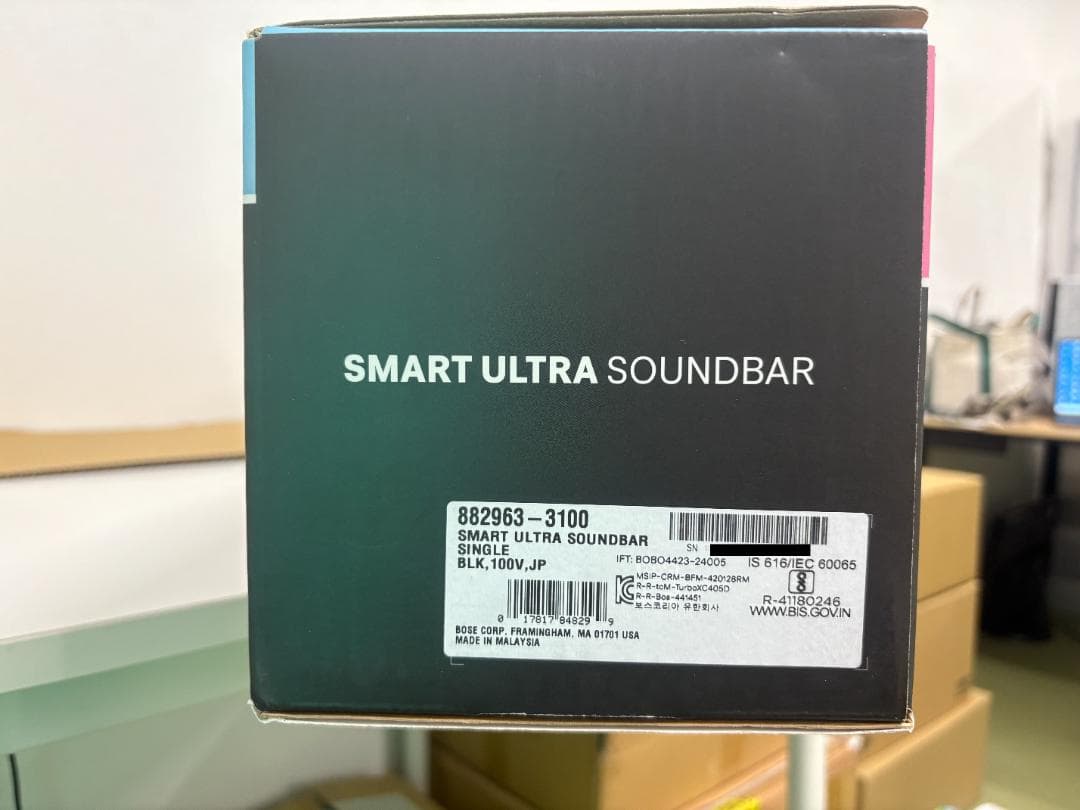 SMART ULTRA SOUNDBAR
882963-3100
SMART ULTRA SOUNDBAR
SINGLE
BLK,100V,JP
SN
IFT: BOBO4423-24005
IS 616/IEC 60065
MSIP-CRM-BFM-420128RM
R-R-tcM-TurboXC405D
R-R-Bos-441451
보스코리아 유한회사
R-41180246
WWW.BIS.GOV.IN
0 17817 84829 9
BOSE CORP, FRAMINGHAM, MA 01701 USA
MADE IN MALAYSIA